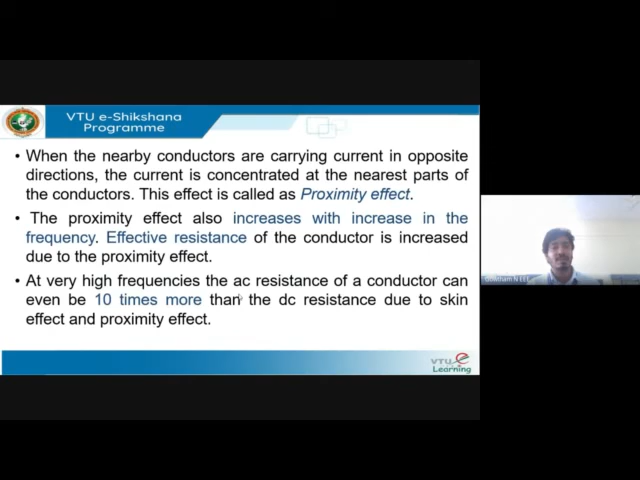 VTU e-Shikshana
Programme
• When the nearby conductors are carrying current in opposite
directions, the current is concentrated at the nearest parts of
the conductors. This effect is called as Proximity effect.
• The proximity effect also increases with increase in the
frequency. Effective resistance of the conductor is increased
due to the proximity effect.
• At very high frequencies the ac resistance of a conductor can
even be 10 times more than the dc resistance due to skin
effect and proximity effect.
VTU e
Learning
Gowtham N EEE